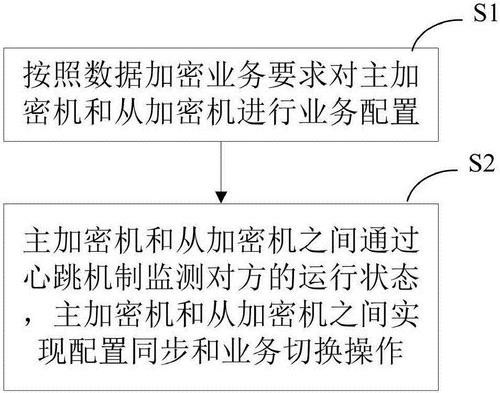 S1
按照数据加密业务要求对主加
密机和从加密机进行业务配置
S2
主加密机和从加密机之间通过
心跳机制监测对方的运行状态
，主加密机和从加密机之间实
现配置同步和业务切换操作